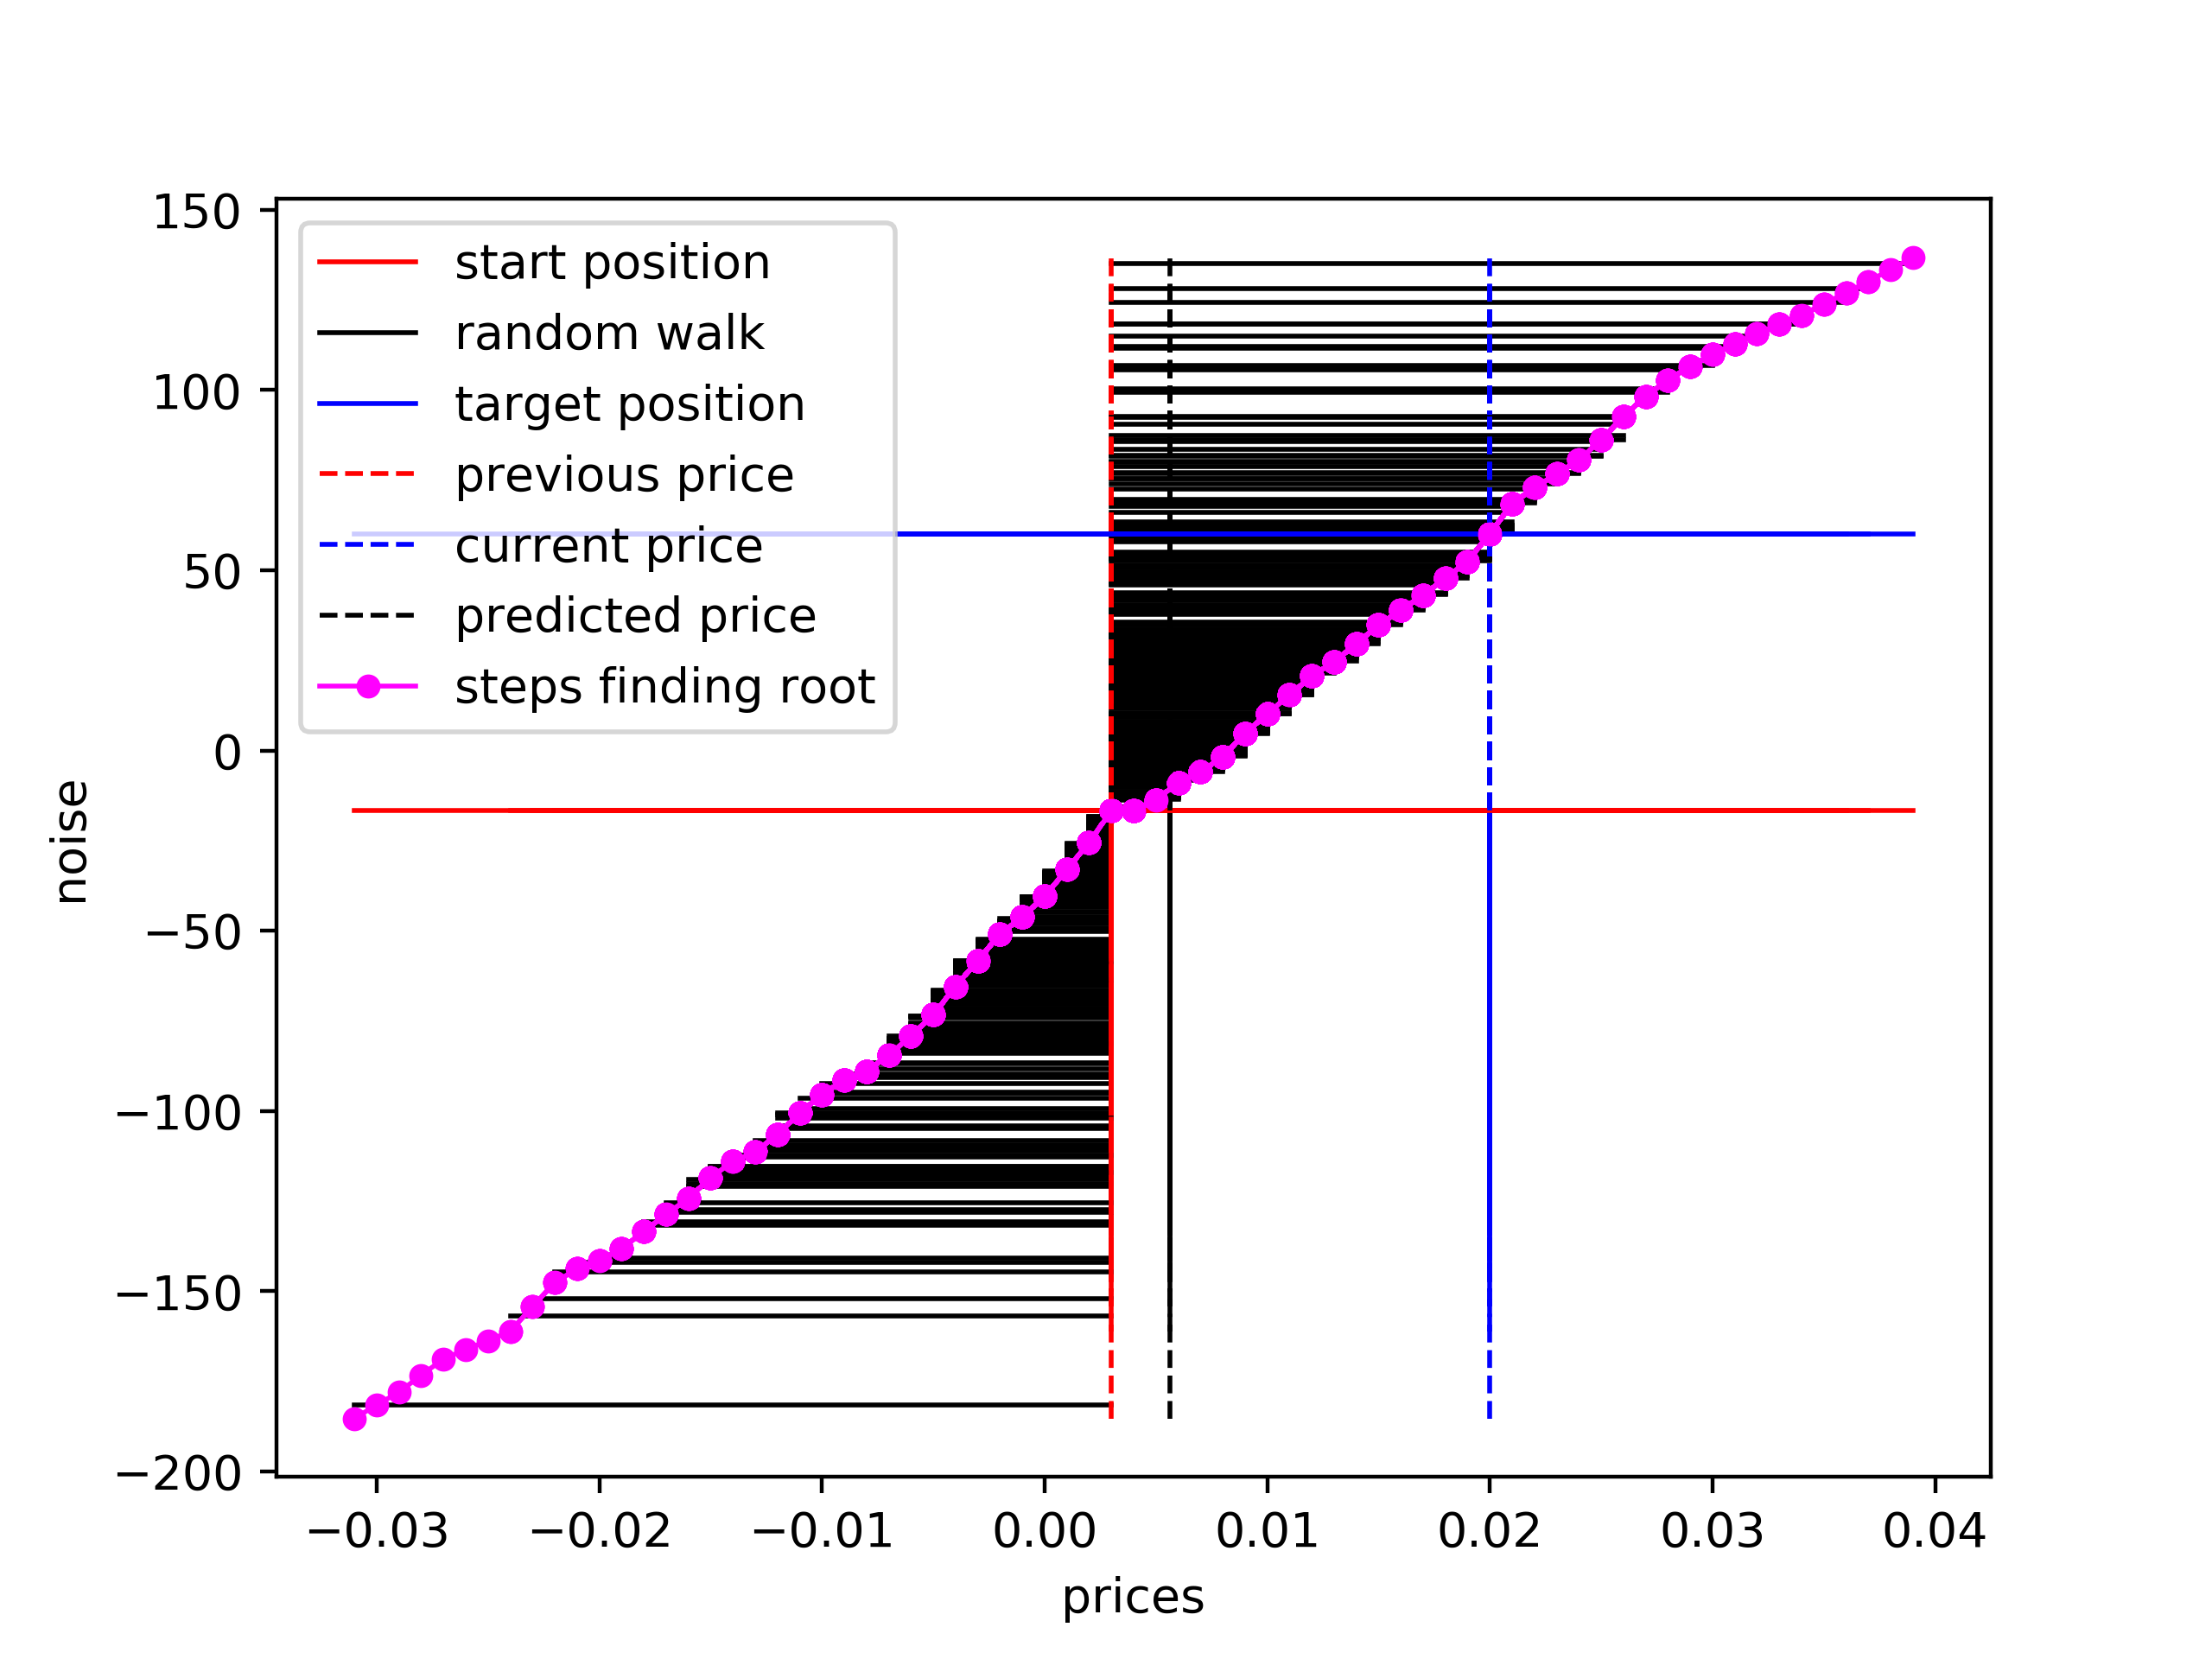 150
100
50
0
−50
−100
−150
−200
noise
start position
random walk
target position
previous price
current price
predicted price
steps finding root
−0.03 −0.02 −0.01 0.00 0.01 0.02 0.03 0.04
prices